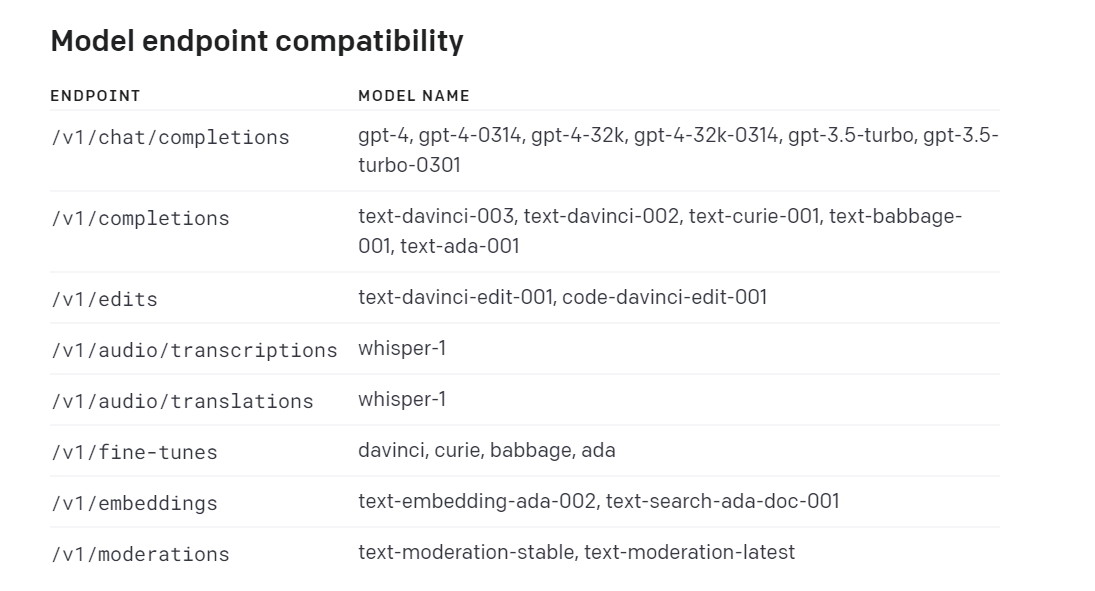 Model endpoint compatibility
ENDPOINT MODEL NAME
/v1/chat/completions gpt-4, gpt-4-0314, gpt-4-32k, gpt-4-32k-0314, gpt-3.5-turbo, gpt-3.5-
turbo-0301
/v1/completions text-davinci-003, text-davinci-002, text-curie-001, text-babbage-
001, text-ada-001
/v1/edits text-davinci-edit-001, code-davinci-edit-001
/v1/audio/transcriptions whisper-1
/v1/audio/translations whisper-1
/v1/fine-tunes davinci, curie, babbage, ada
/v1/embeddings text-embedding-ada-002, text-search-ada-doc-001
/v1/moderations text-moderation-stable, text-moderation-latest